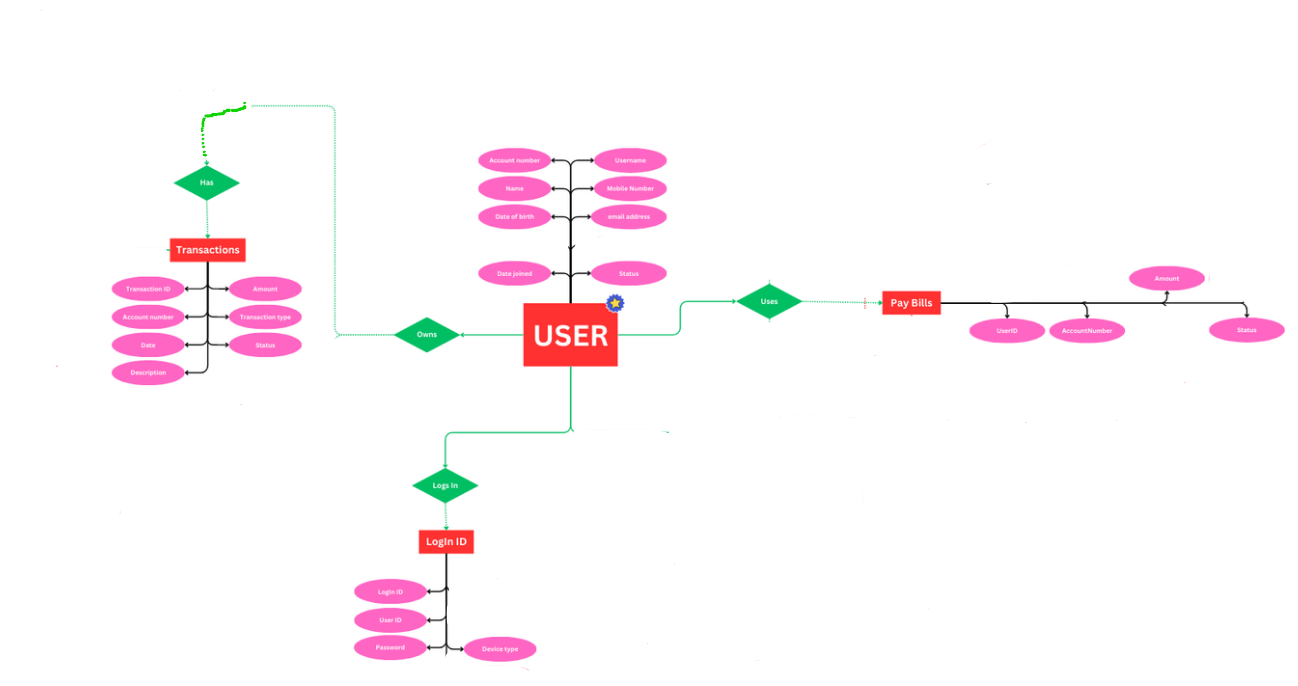 Has
Transactions
Transaction ID
Amount
Account number
Transaction type
Date
Status
Description
Owns
Account number
Username
Name
Mobile Number
Date of birth
email address
Date joined
Status
USER
Uses
Pay Bills
Amount
UserID
AccountNumber
Status
Logs In
LogIn ID
Login ID
User ID
Password
Device type